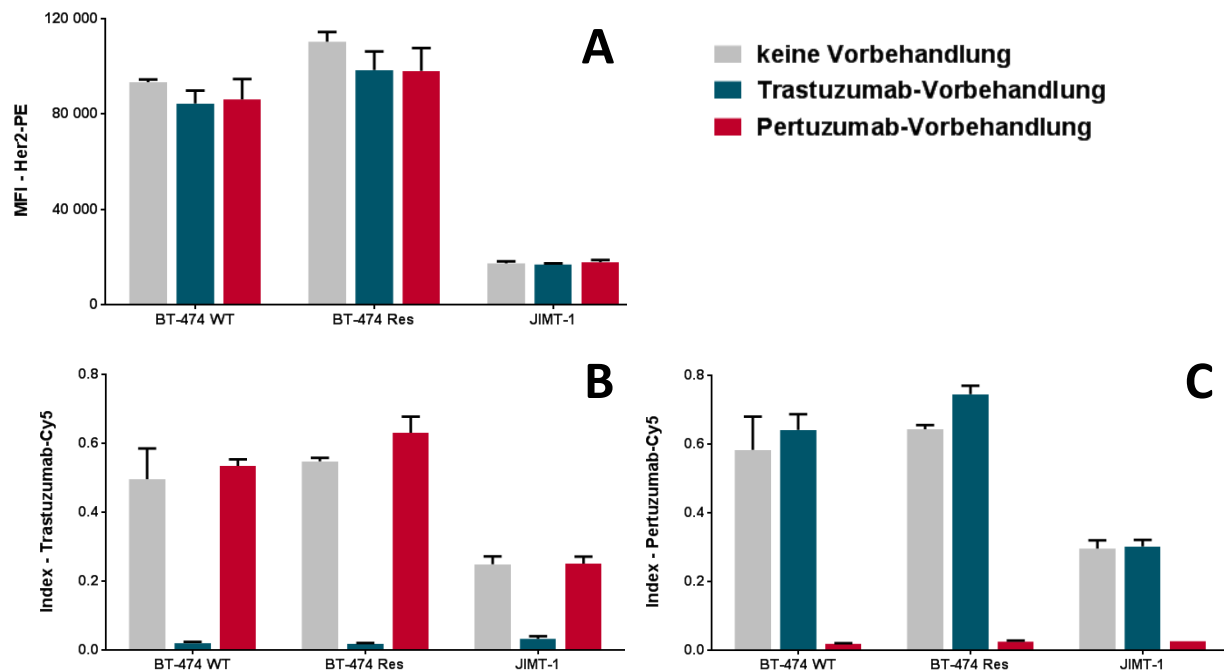 A
120 000
80 000
40 000
0
MFI - Her2-PE
BT-474 WT
BT-474 Res
JIMT-1
keine Vorbehandlung
Trastuzumab-Vorbehandlung
Pertuzumab-Vorbehandlung
B
0.8
0.6
0.4
0.2
0.0
Index - Trastuzumab-Cy5
BT-474 WT
BT-474 Res
JIMT-1
C
0.8
0.6
0.4
0.2
0.0
Index - Pertuzumab-Cy5
BT-474 WT
BT-474 Res
JIMT-1